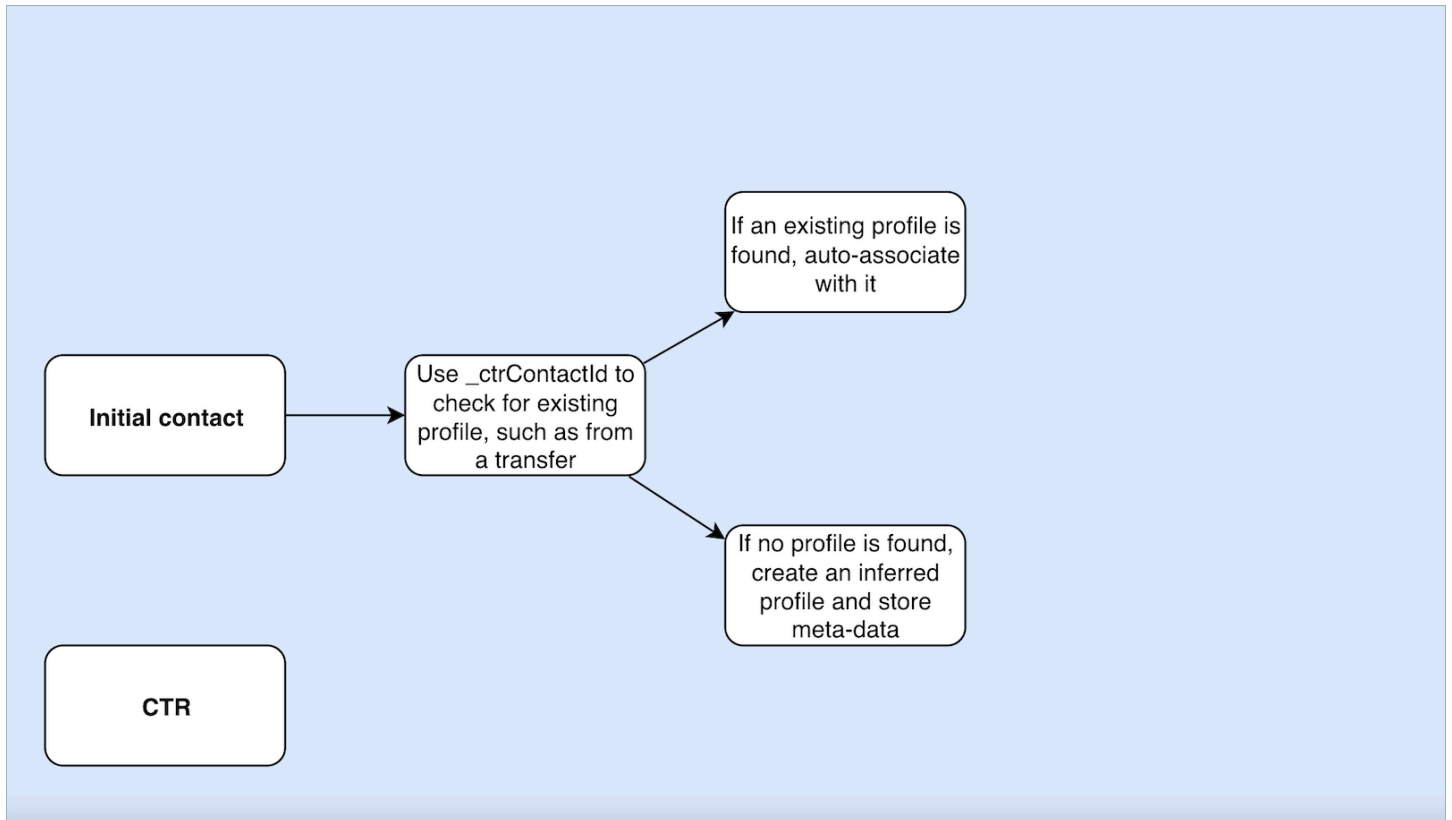 If an existing profile is
found, auto-associate
with it
Initial contact
Use _ctrContactId to
check for existing
profile, such as from
a transfer
If no profile is found,
create an inferred
profile and store
meta-data
CTR